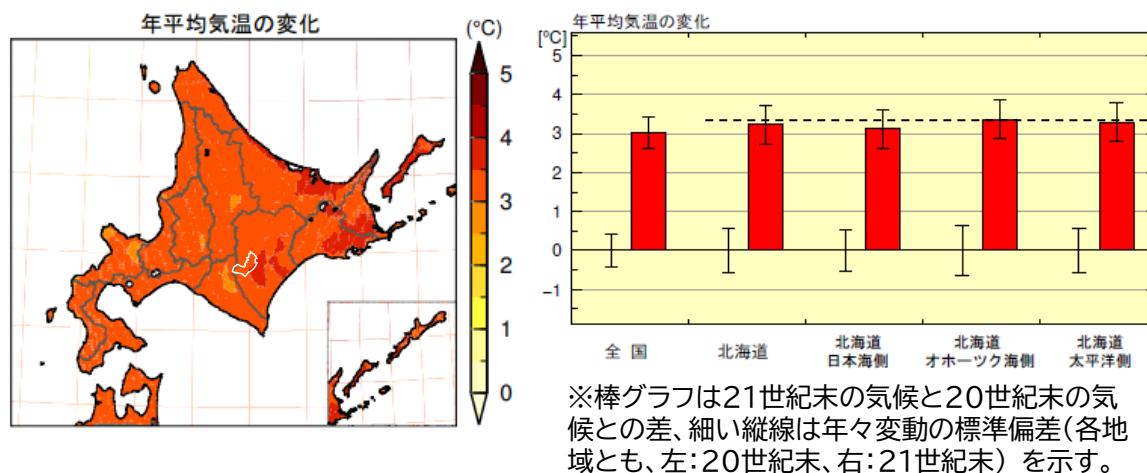 年平均気温の変化
(℃)
5
4
3
2
1
0
年平均気温の変化
[℃]
5
4
3
2
1
0
−1
全 国
北海道
北海道
日本海側
北海道
オホーツク海側
北海道
太平洋側
※棒グラフは21世紀末の気候と20世紀末の気
候との差、細い縦線は年々変動の標準偏差(各地
域とも、左:20世紀末、右:21世紀末) を示す。